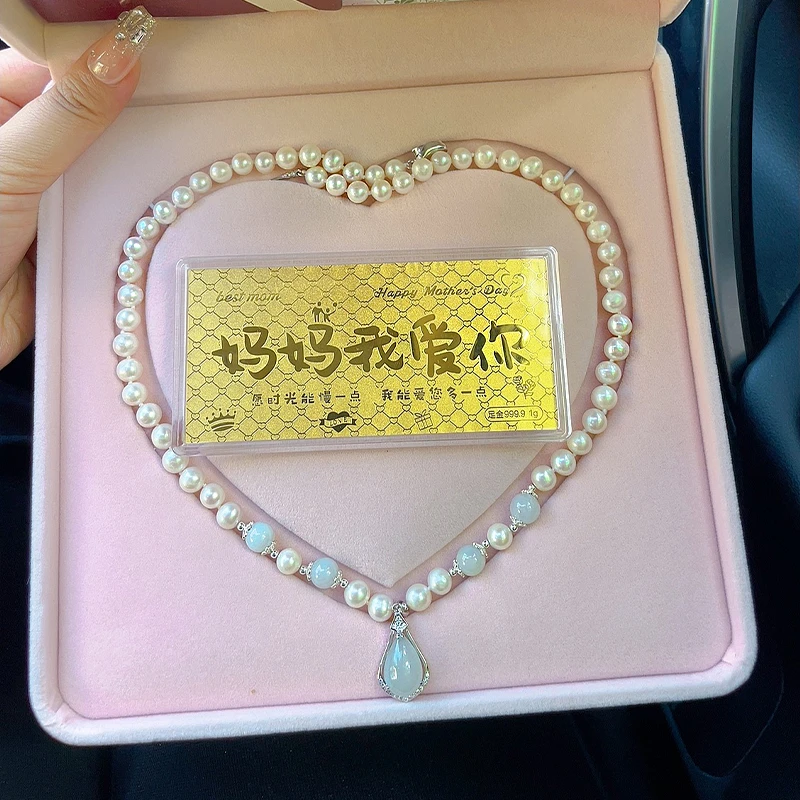 best mom
Happy Mother's Day
妈妈我爱你
愿时光能慢一点 我能爱您多一点
LOVE
足金999.9 1g